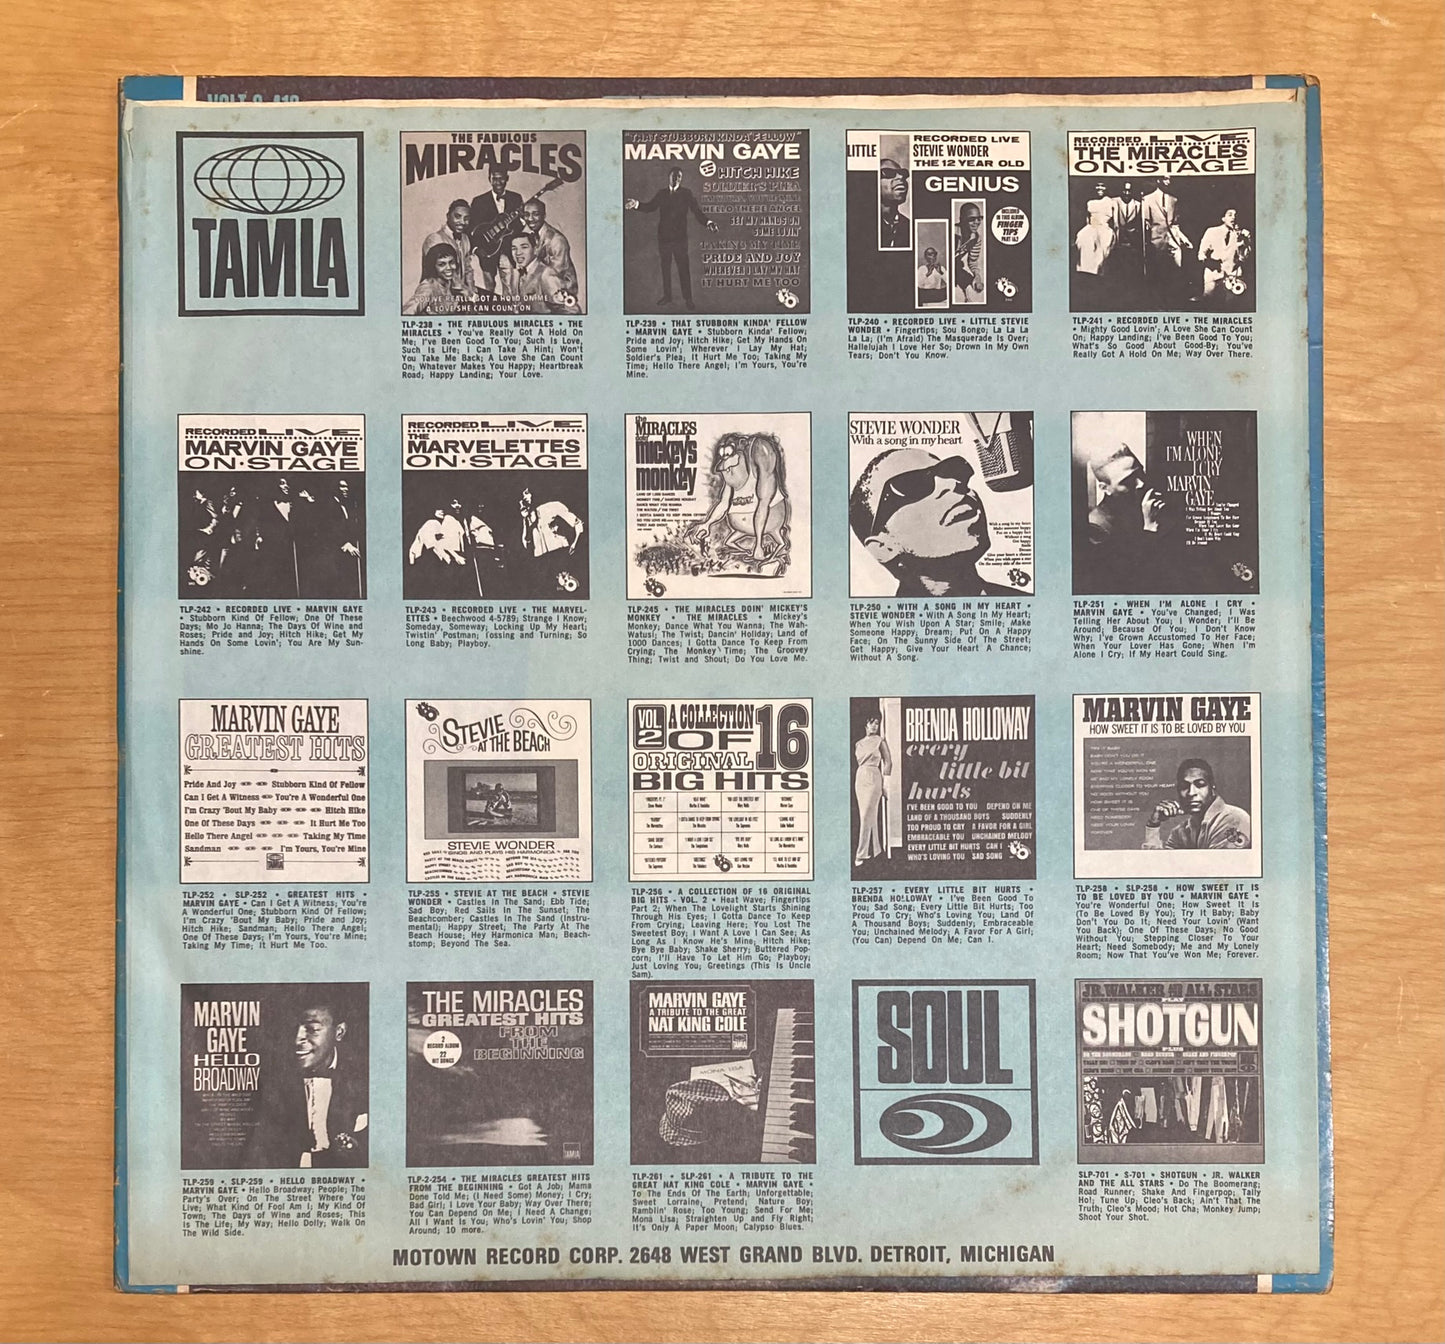 TAMLA
THE FABULOUS
MIRACLES
YOU'VE REALLY GOT A HOLD ON ME
A LOVE SHE CAN COUNT ON
TLP-238 • THE FABULOUS MIRACLES • THE
MIRACLES • You've Really Got A Hold On
Me; I've Been Good To You; Such Is Love,
Such Is Life; I Can Take A Hint; Won't
You Take Me Back; A Love She Can Count
On; Whatever Makes You Happy; Heartbreak
Road; Happy Landing; Your Love.
"THAT STUBBORN KINDA' FELLOW"
MARVIN GAYE
HITCH HIKE
SOLDIER'S PLEA
HELLO THERE ANGEL
GET MY HANDS ON
SOME LOVIN'
TAKING MY TIME
PRIDE AND JOY
WHEREVER I LAY MY HAT
IT HURT ME TOO
TLP-239 • THAT STUBBORN KINDA' FELLOW
• MARVIN GAYE • Stubborn Kinda' Fellow;
Pride and Joy; Hitch Hike; Get My Hands On
Some Lovin'; Wherever I Lay My Hat;
Soldier's Plea; It Hurt Me Too; Taking My
Time; Hello There Angel; I'm Yours, You're
Mine.
LITTLE
RECORDED LIVE
STEVIE WONDER
THE 12 YEAR OLD
GENIUS
INCLUDED
IN THIS ALBUM
FINGER
TIPS
PART 1&2
TLP-240 • RECORDED LIVE • LITTLE STEVIE
WONDER • Fingertips; Sou Bongo; La La La
La La; (I'm Afraid) The Masquerade Is Over;
Hallelujah I Love Her So; Drown In My Own
Tears; Don't You Know.
RECORDED LIVE
THE MIRACLES
ON•STAGE
TLP-241 • RECORDED LIVE • THE MIRACLES
• Mighty Good Lovin'; A Love She Can Count
On; Happy Landing; I've Been Good To You;
What's So Good About Good-By; You've
Really Got A Hold On Me; Way Over There.
RECORDED LIVE
MARVIN GAYE
ON•STAGE
TLP-242 • RECORDED LIVE • MARVIN GAYE
• Stubborn Kind Of Fellow; One Of These
Days; Mo Jo Hanna; The Days Of Wine and
Roses; Pride and Joy; Hitch Hike; Get My
Hands On Some Lovin'; You Are My Sun-
shine.
RECORDED LIVE
THE
MARVELETTES
ON•STAGE
TLP-243 • RECORDED LIVE • THE MARVEL-
ETTES • Beechwood 4-5789; Strange I Know;
Someday, Someway; Locking Up My Heart;
Twistin' Postman; Tossing and Turning; So
Long Baby; Playboy.
the
MIRACLES
doin'
mickey's
monkey
TLP-245 • THE MIRACLES DOIN' MICKEY'S
MONKEY • THE MIRACLES • Mickey's
Monkey; Dance What You Wanna; The Wah-
Watusi; The Twist; Dancin' Holiday; Land of
1000 Dances; I Gotta Dance To Keep From
Crying; The Monkey Time; The Groovey
Thing; Twist and Shout; Do You Love Me.
STEVIE WONDER
With a song in my heart
TLP-250 • WITH A SONG IN MY HEART •
STEVIE WONDER • With A Song In My Heart;
When You Wish Upon A Star; Smile; Make
Someone Happy; Dream; Put On A Happy
Face; On The Sunny Side Of The Street;
Get Happy; Give Your Heart A Chance;
Without A Song.
WHEN
I'M ALONE
I CRY
MARVIN
GAYE
TLP-251 • WHEN I'M ALONE I CRY •
MARVIN GAYE • You've Changed; I Was
Telling Her About You; I Wonder; I'll Be
Around; Because Of You; I Don't Know
Why; I've Grown Accustomed To Her Face;
When Your Lover Has Gone; When I'm
Alone I Cry; If My Heart Could Sing.
MARVIN GAYE
GREATEST HITS
Pride And Joy Stubborn Kind Of Fellow
Can I Get A Witness You're A Wonderful One
I'm Crazy 'Bout My Baby Hitch Hike
One Of These Days It Hurt Me Too
Hello There Angel Taking My Time
Sandman I'm Yours, You're Mine
TLP-252 • SLP-252 • GREATEST HITS •
MARVIN GAYE • Can I Get A Witness; You're
A Wonderful One; Stubborn Kind Of Fellow;
I'm Crazy 'Bout My Baby; Pride and Joy;
Hitch Hike; Sandman; Hello There Angel;
One Of These Days; I'm Yours, You're Mine;
Taking My Time; It Hurt Me Too.
STEVIE
AT THE BEACH
STEVIE WONDER
SINGS AND PLAYS HIS HARMONICA
TLP-255 • STEVIE AT THE BEACH • STEVIE
WONDER • Castles In The Sand; Ebb Tide;
Sad Boy; Red Sails In The Sunset; The
Beachcomber; Castles In The Sand (Instru-
mental); Happy Street, The Party At The
Beach House; Hey Harmonica Man; Beach-
stomp; Beyond The Sea.
VOL
2
A COLLECTION
OF 16
ORIGINAL
BIG HITS
TLP-256 • A COLLECTION OF 16 ORIGINAL
BIG HITS - VOL. 2 • Heat Wave; Fingertips
Part 2; When The Lovelight Starts Shining
Through His Eyes; I Gotta Dance To Keep
From Crying; Leaving Here; You Lost The
Sweetest Boy; I Want A Love I Can See; As
Long As I Know He's Mine; Hitch Hike;
Bye Bye Baby; Shake Sherry; Buttered Pop-
corn; I'll Have To Let Him Go; Playboy;
Just Loving You; Greetings (This Is Uncle
Sam).
BRENDA HOLLOWAY
every
little bit
hurts
I'VE BEEN GOOD TO YOU DEPEND ON ME
LAND OF A THOUSAND BOYS SUDDENLY
TOO PROUD TO CRY A FAVOR FOR A GIRL
EMBRACEABLE YOU UNCHAINED MELODY
EVERY LITTLE BIT HURTS CAN I
WHO'S LOVING YOU SAD SONG
TLP-257 • EVERY LITTLE BIT HURTS •
BRENDA HOLLOWAY • I've Been Good To
You; Sad Song; Every Little Bit Hurts; Too
Proud To Cry; Who's Loving You; Land Of
A Thousand Boys; Suddenly; Embraceable
You; Unchained Melody; A Favor For A Girl;
(You Can) Depend On Me; Can I.
MARVIN GAYE
HOW SWEET IT IS TO BE LOVED BY YOU
TLP-258 • SLP-258 • HOW SWEET IT IS
TO BE LOVED BY YOU • MARVIN GAYE •
You're Wonderful One; How Sweet It Is
(To Be Loved By You); Try It Baby; Baby
Don't You Do It; Need Your Lovin' (Want
You Back); One Of These Days; No Good
Without You; Stepping Closer To Your
Heart; Need Somebody; Me and My Lonely
Room; Now That You've Won Me; Forever.
MARVIN
GAYE
HELLO
BROADWAY
TLP-259 • SLP-259 • HELLO BROADWAY •
MARVIN GAYE • Hello Broadway; People; The
Party's Over; On The Street Where You
Live; What Kind Of Fool Am I; My Kind Of
Town; The Days of Wine and Roses; This
Is The Life; My Way; Hello Dolly; Walk On
The Wild Side.
THE MIRACLES
GREATEST HITS
FROM
THE
BEGINNING
2
RECORD ALBUM
22
HIT SONGS
TAMLA
TLP-2-254 • THE MIRACLES GREATEST HITS
FROM THE BEGINNING • Got A Job; Mama
Done Told Me; (I Need Some) Money; I Cry;
Bad Girl; I Love Your Baby; Way Over There;
You Can Depend On Me; I Need A Change;
All I Want Is You; Who's Lovin' You; Shop
Around; 10 more.
MARVIN GAYE
A TRIBUTE TO THE GREAT
NAT KING COLE
MONA LISA
TLP-261 • SLP-261 • A TRIBUTE TO THE
GREAT NAT KING COLE • MARVIN GAYE •
To The Ends Of The Earth; Unforgettable;
Sweet Lorraine; Pretend; Nature Boy;
Ramblin' Rose; Too Young; Send For Me;
Mona Lisa; Straighten Up and Fly Right;
It's Only A Paper Moon; Calypso Blues.
SOUL
JR. WALKER AND THE ALL STARS
PLAY
SHOTGUN
PLUS
SLP-701 • S-701 • SHOTGUN • JR. WALKER
AND THE ALL STARS • Do The Boomerang;
Road Runner; Shake and Fingerpop; Tally
Ho!; Tune Up; Cleo's Back; Ain't That The
Truth; Cleo's Mood; Hot Cha; Monkey Jump;
Shoot Your Shot.
MOTOWN RECORD CORP. 2648 WEST GRAND BLVD. DETROIT, MICHIGAN